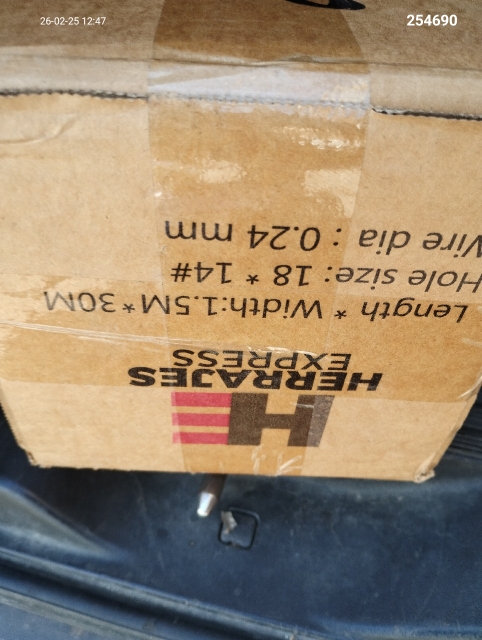 26-02-25 12:47
254690
H
HERRAJES
EXPRESS
Length * Width:1.5M*30M
Hole size: 18 * 14#
Wire dia : 0.24 mm